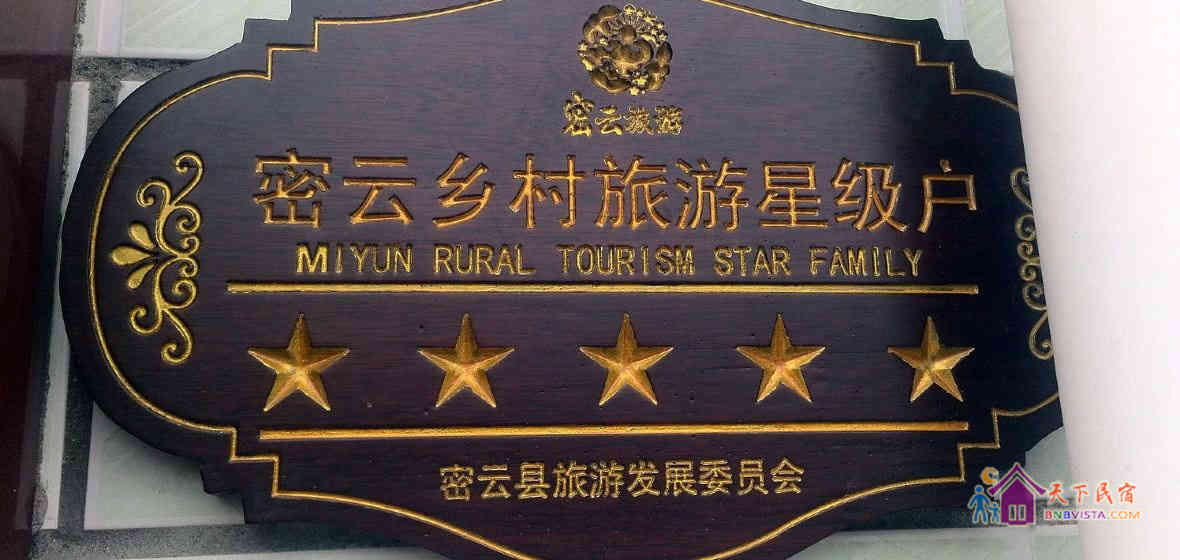 密云旅游
密云乡村旅游星级户
MIYUN RURAL TOURISM STAR FAMILY
密云县旅游发展委员会
天下民宿
BNBVISTA.COM